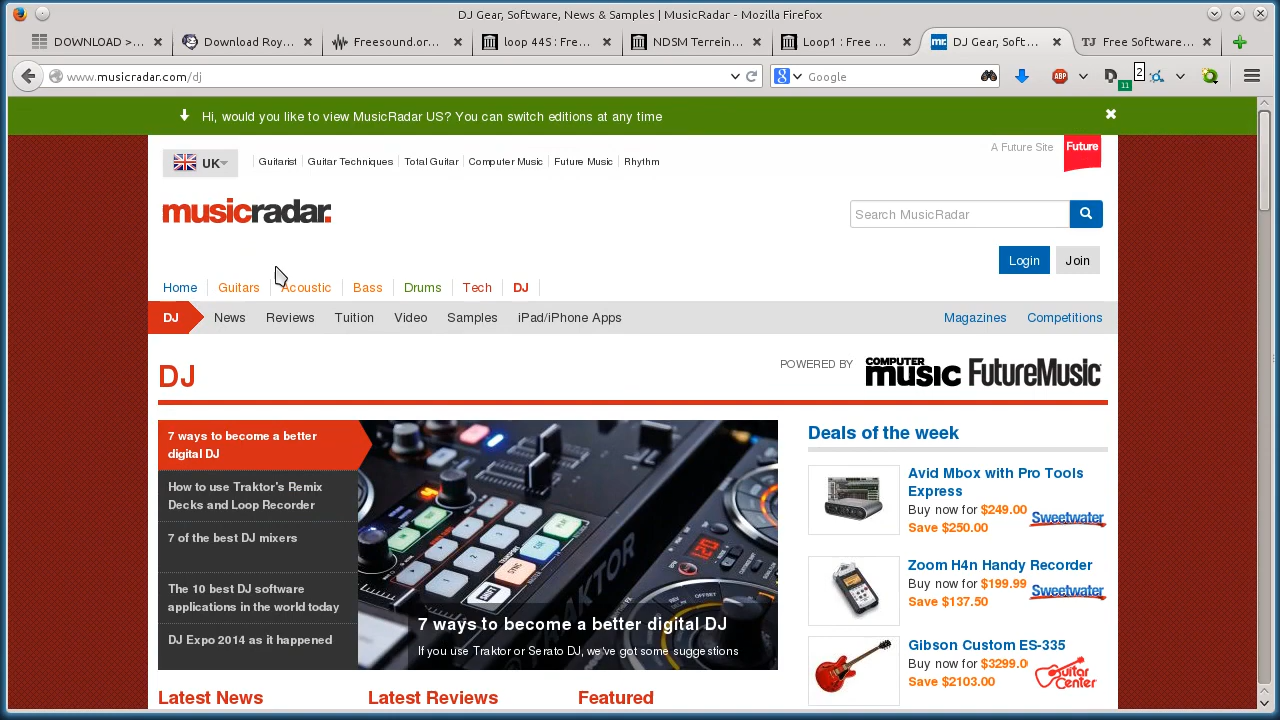 DJ Gear, Software, News & Samples | MusicRadar - Mozilla Firefox
DOWNLOAD >...
Download Roy...
Freesound.or...
loop 445 : Fre...
NDSM Terrein...
Loop1 : Free ...
DJ Gear, Soft...
TJ Free Software...
www.musicradar.com/dj
8 Google
ABP
D
11
2
Hi, would you like to view MusicRadar US? You can switch editions at any time
UK
Guitarist
Guitar Techniques
Total Guitar
Computer Music
Future Music
Rhythm
A Future Site
Future
musicradar.
Search MusicRadar
Login
Join
Home
Guitars
Acoustic
Bass
Drums
Tech
DJ
DJ
News
Reviews
Tuition
Video
Samples
iPad/iPhone Apps
Magazines
Competitions
DJ
POWERED BY
COMPUTER
music
FutureMusic
7 ways to become a better
digital DJ
How to use Traktor's Remix
Decks and Loop Recorder
7 of the best DJ mixers
The 10 best DJ software
applications in the world today
DJ Expo 2014 as it happened
TRAKTOR
7 ways to become a better digital DJ
If you use Traktor or Serato DJ, we've got some suggestions
Deals of the week
Avid Mbox with Pro Tools
Express
Buy now for $249.00
Save $250.00
Sweetwater
Zoom H4n Handy Recorder
Buy now for $199.99
Save $137.50
Sweetwater
Gibson Custom ES-335
Buy now for $3299.0
Save $2103.00
Guitar
Center
Latest News
Latest Reviews
Featured